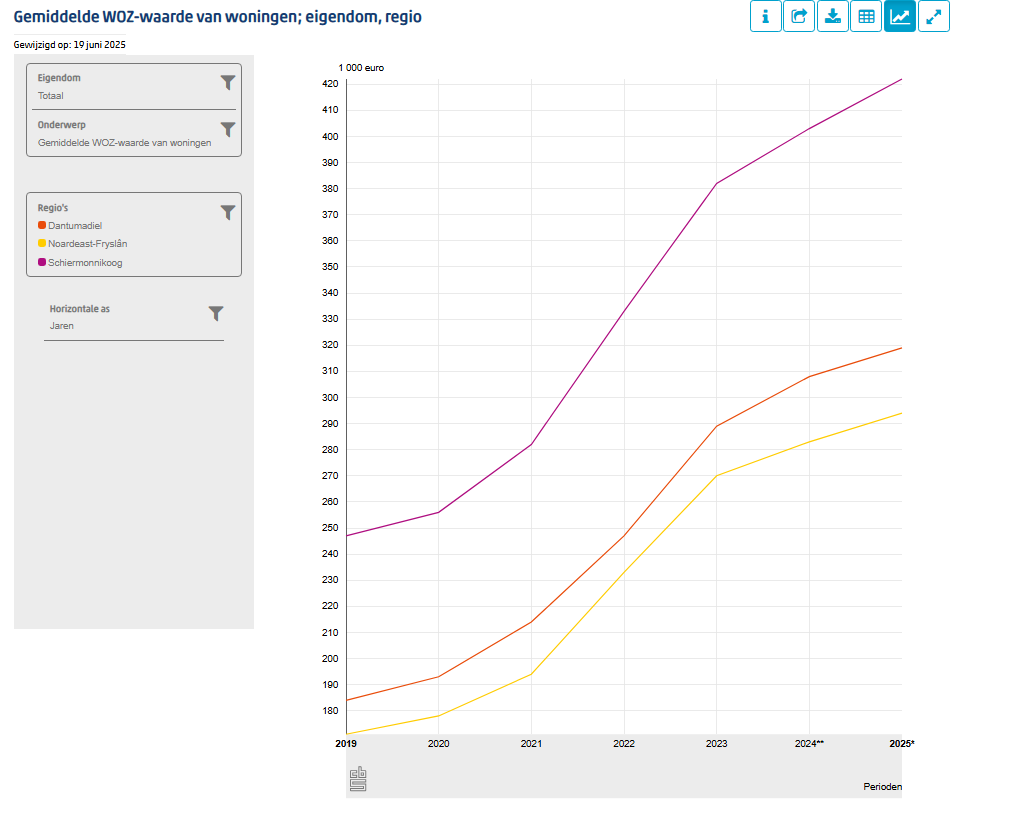 Gemiddelde WOZ-waarde van woningen; eigendom, regio
Gewijzigd op: 19 juni 2025
Eigendom
Totaal
Onderwerp
Gemiddelde WOZ-waarde van woningen
Regio's
Dantumadiel
Noardeast-Fryslân
Schiermonnikoog
Horizontale as
Jaren
1 000 euro
420
410
400
390
380
370
360
350
340
330
320
310
300
290
280
270
260
250
240
230
220
210
200
190
180
2019 2020 2021 2022 2023 2024** 2025*
Perioden